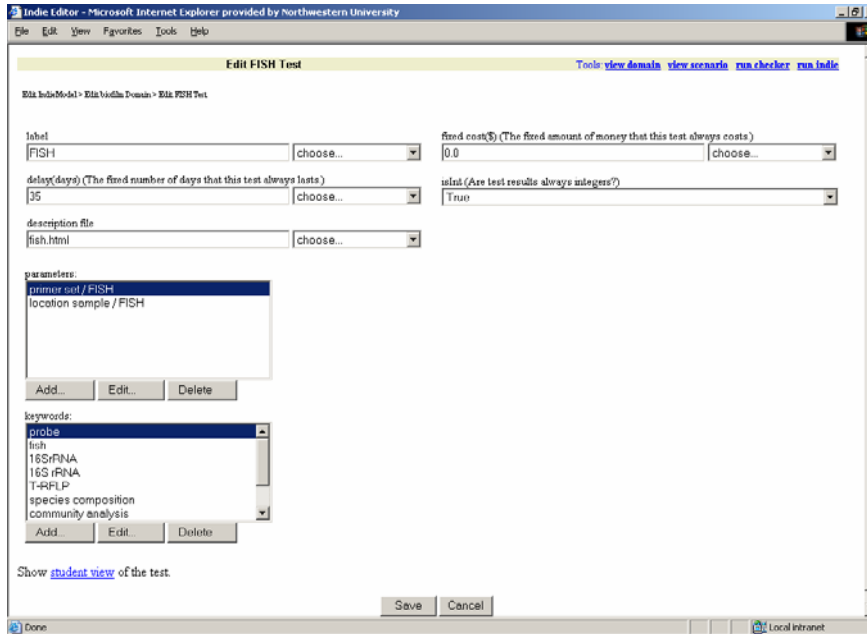 Indie Editor - Microsoft Internet Explorer provided by Northwestern University
File Edit View Favorites Tools Help
Edit FISH Test
Tools: view domain view scenario run checker run indie
Edit IndieModel > Edit biofilm Domain > Edit FISH Test
label
FISH choose...
fixed cost($) (The fixed amount of money that this test always costs.)
0.0 choose...
delay(days) (The fixed number of days that this test always lasts.)
35 choose...
isInt (Are test results always integers?)
True
description file
fish.html choose...
parameters:
primer set / FISH
location sample / FISH
Add... Edit... Delete
keywords:
probe
fish
16SrRNA
16S rRNA
T-RFLP
species composition
community analysis
Add... Edit... Delete
Show student view of the test.
Save Cancel
Done
Local intranet